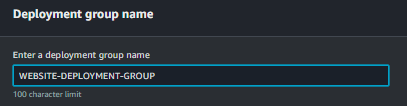 Deployment group name
Enter a deployment group name
WEBSITE-DEPLOYMENT-GROUP
100 character limit